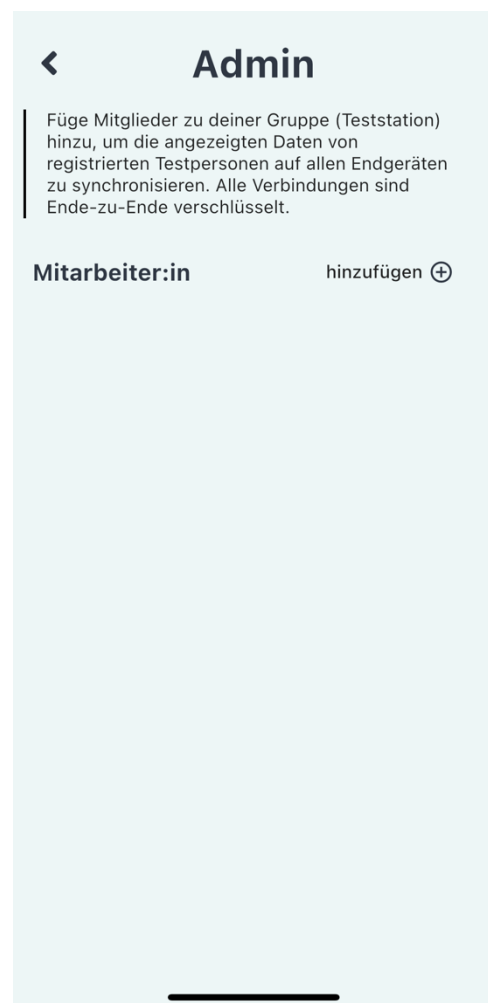 Admin
Füge Mitglieder zu deiner Gruppe (Teststation)
hinzu, um die angezeigten Daten von
registrierten Testpersonen auf allen Endgeräten
zu synchronisieren. Alle Verbindungen sind
Ende-zu-Ende verschlüsselt.
Mitarbeiter:in hinzufügen